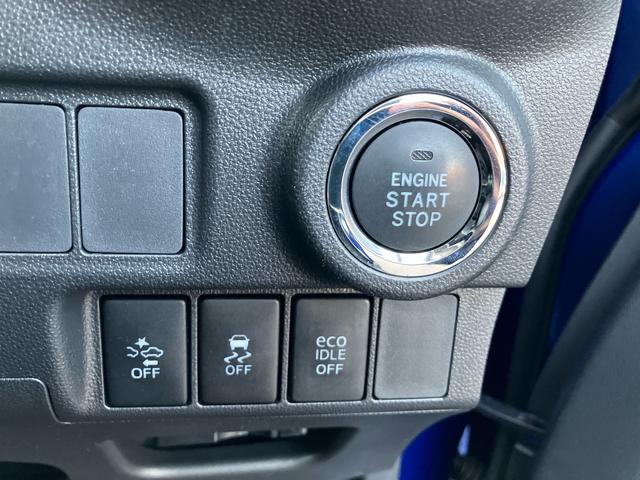 ENGINE
START
STOP
OFF
OFF
eco
IDLE
OFF